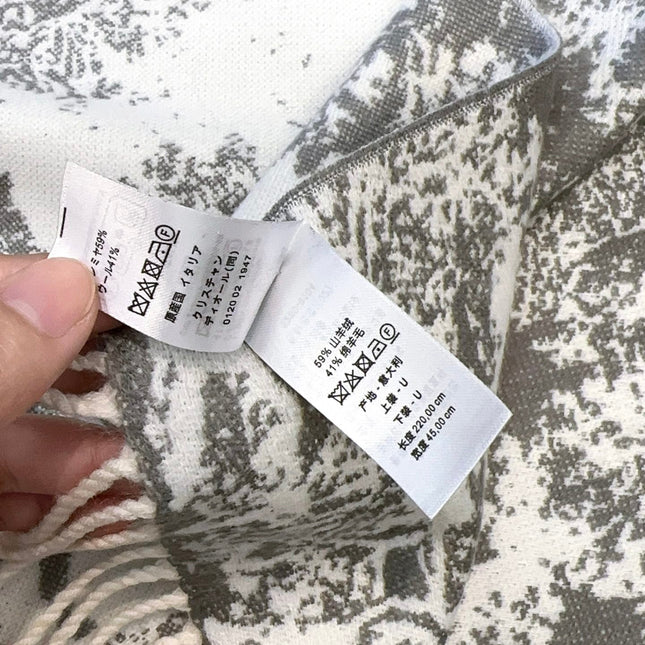 ミヤ59%
ウール41%
原産国 イタリア
クリスチャン
ディオール(同)
0120 02 1947
59% 山羊绒
41% 绵羊毛
产地 - 意大利
上装 - U
下装 - U
长度 220,00 cm
宽度 45,00 cm